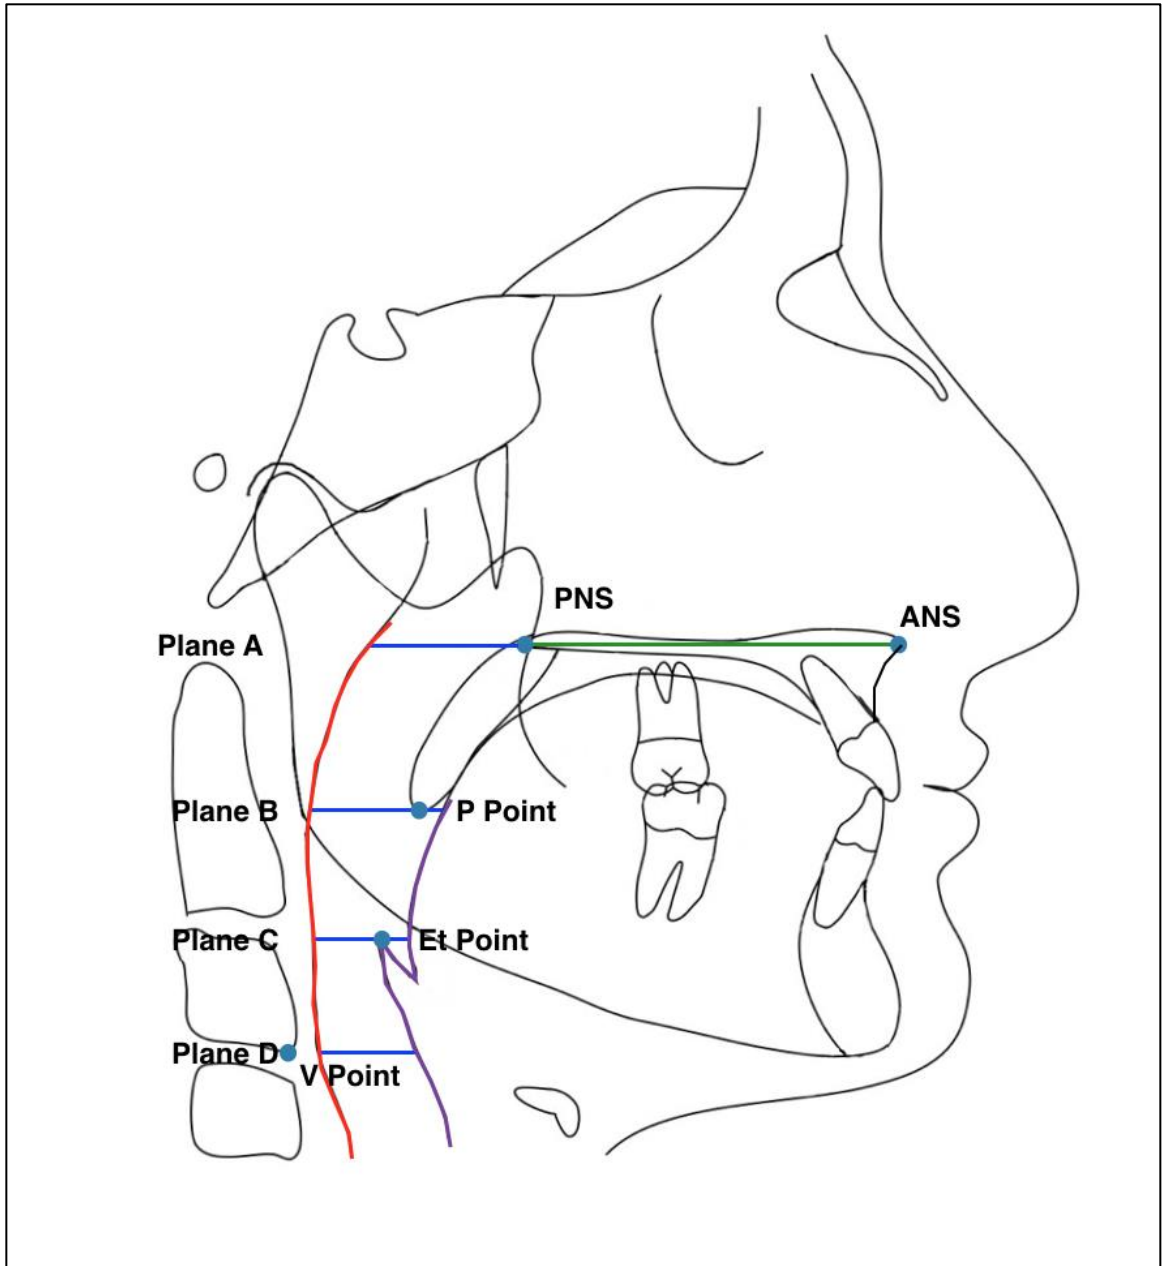 PNS
ANS
Plane A
Plane B
P Point
Plane C
Et Point
Plane D
V Point